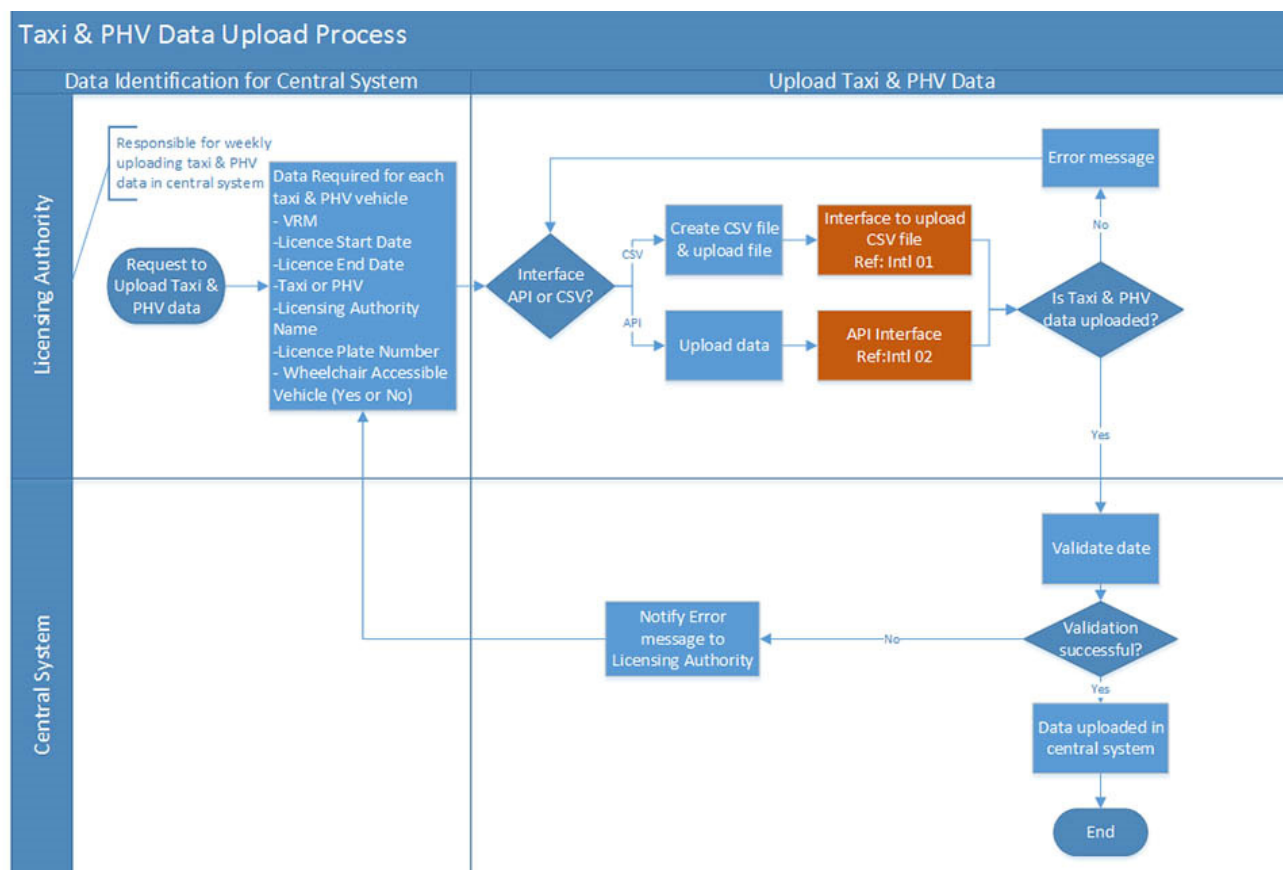 Taxi & PHV Data Upload Process
Data Identification for Central System
Upload Taxi & PHV Data
Licensing Authority
Responsible for weekly
uploading taxi & PHV
data in central system
Request to
Upload Taxi &
PHV data
Data Required for each
taxi & PHV vehicle
- VRM
-Licence Start Date
-Licence End Date
-Taxi or PHV
-Licensing Authority
Name
-Licence Plate Number
- Wheelchair Accessible
Vehicle (Yes or No)
Interface
API or CSV?
CSV
Create CSV file
& upload file
Interface to upload
CSV file
Ref: Intl 01
API
Upload data
API Interface
Ref:Intl 02
Error message
No
Is Taxi & PHV
data uploaded?
Yes
Central System
Validate date
Validation
successful?
No
Notify Error
message to
Licensing Authority
Yes
Data uploaded in
central system
End